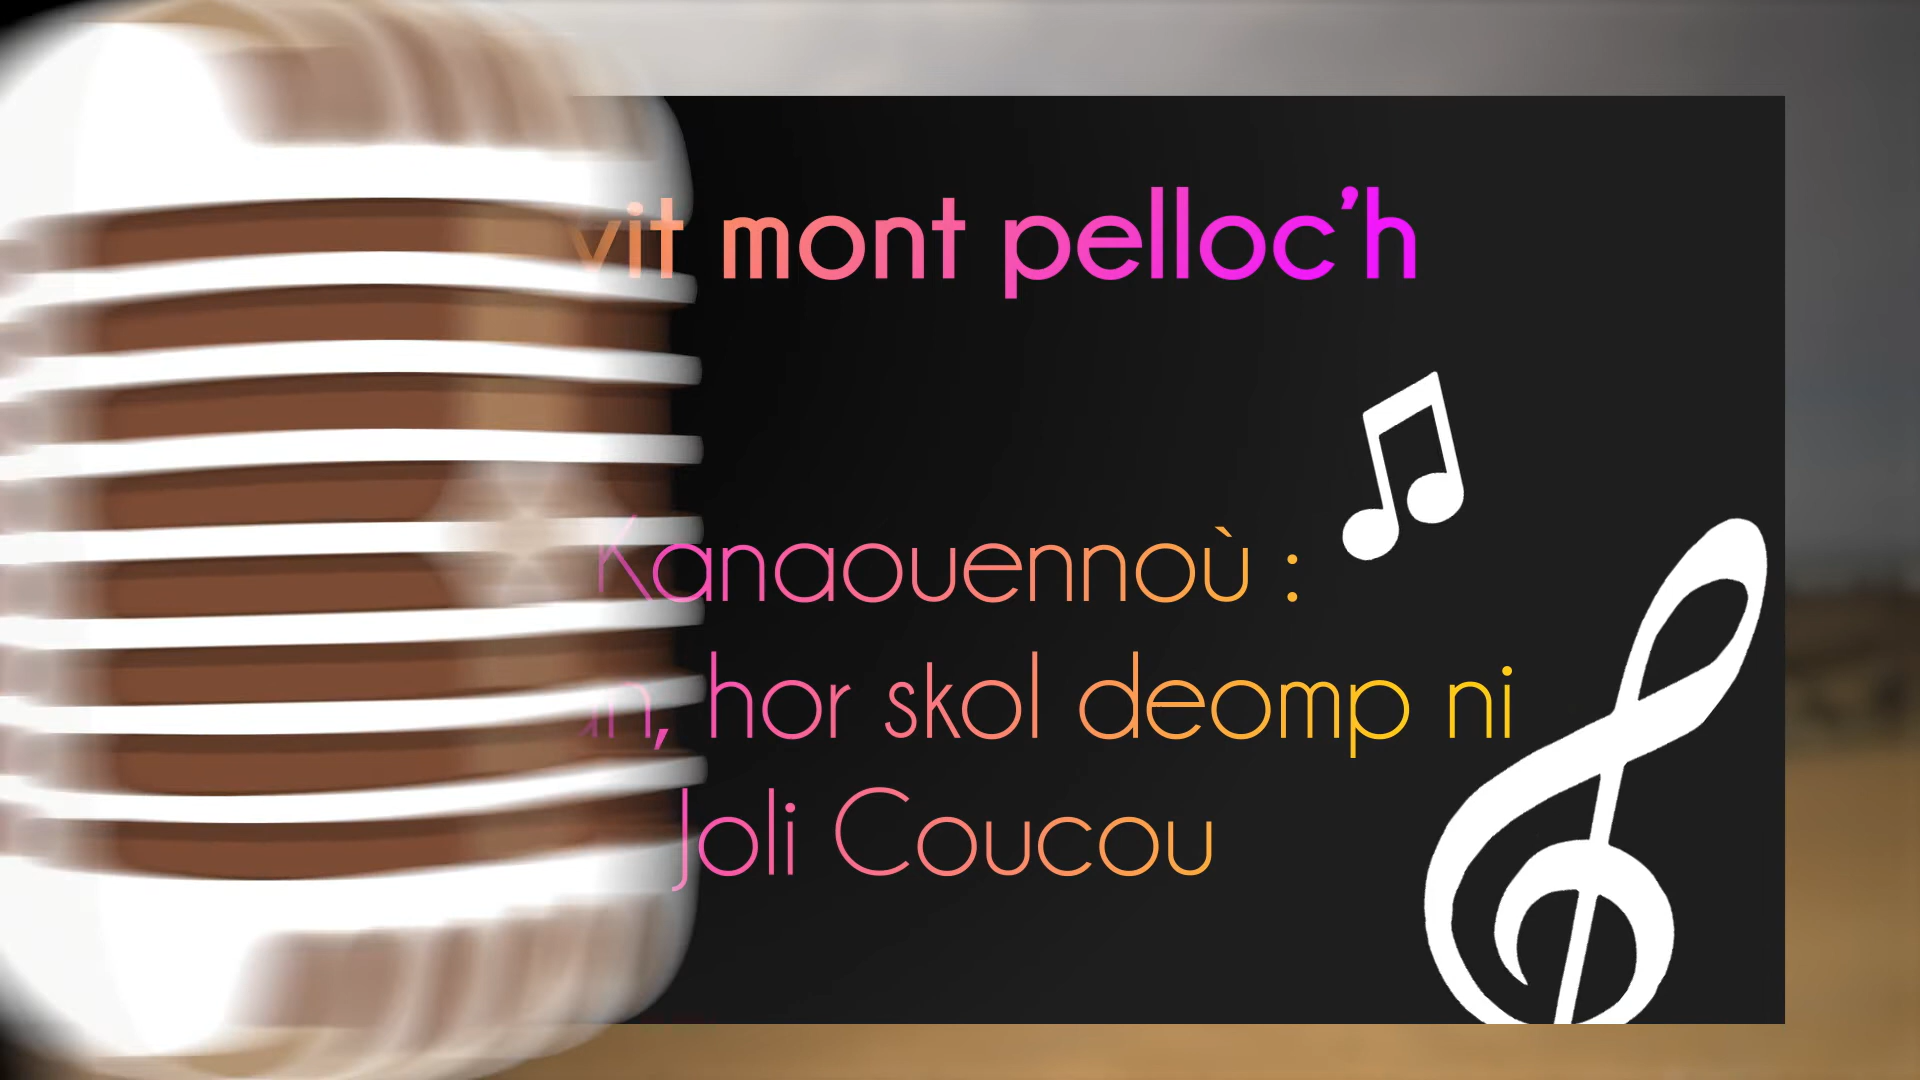 vit mont pelloc'h
Kanaouennoù :
hor skol deomp ni
Joli Coucou